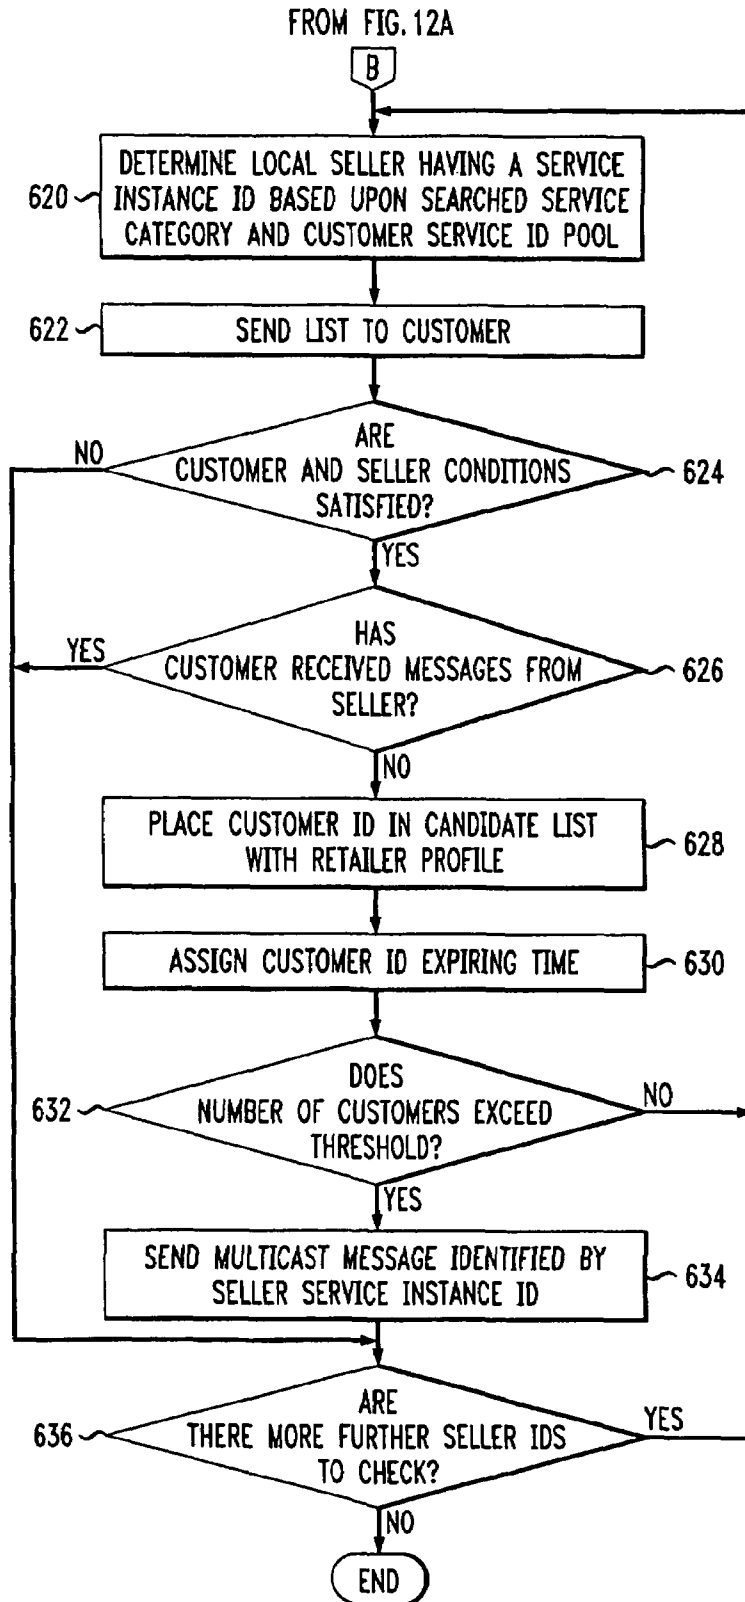 FROM FIG. 12A
B
620
DETERMINE LOCAL SELLER HAVING A SERVICE
INSTANCE ID BASED UPON SEARCHED SERVICE
CATEGORY AND CUSTOMER SERVICE ID POOL
622
SEND LIST TO CUSTOMER
NO
ARE
CUSTOMER AND SELLER CONDITIONS
SATISFIED?
624
YES
YES
HAS
CUSTOMER RECEIVED MESSAGES FROM
SELLER?
626
NO
PLACE CUSTOMER ID IN CANDIDATE LIST
WITH RETAILER PROFILE
628
ASSIGN CUSTOMER ID EXPIRING TIME
630
632
DOES
NUMBER OF CUSTOMERS EXCEED
THRESHOLD?
NO
YES
SEND MULTICAST MESSAGE IDENTIFIED BY
SELLER SERVICE INSTANCE ID
634
636
ARE
THERE MORE FURTHER SELLER IDS
TO CHECK?
YES
NO
END